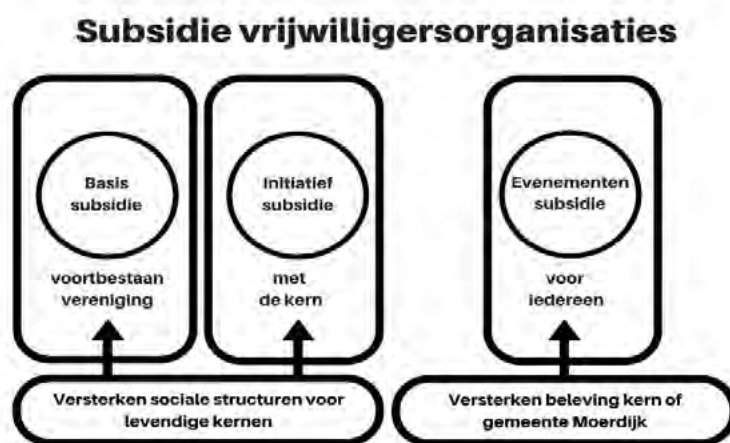 Subsidie vrijwilligersorganisaties
Basis
subsidie
voortbestaan
vereniging
Initiatief
subsidie
met
de kern
Evenementen
subsidie
voor
iedereen
Versterken sociale structuren voor
levendige kernen
Versterken beleving kern of
gemeente Moerdijk